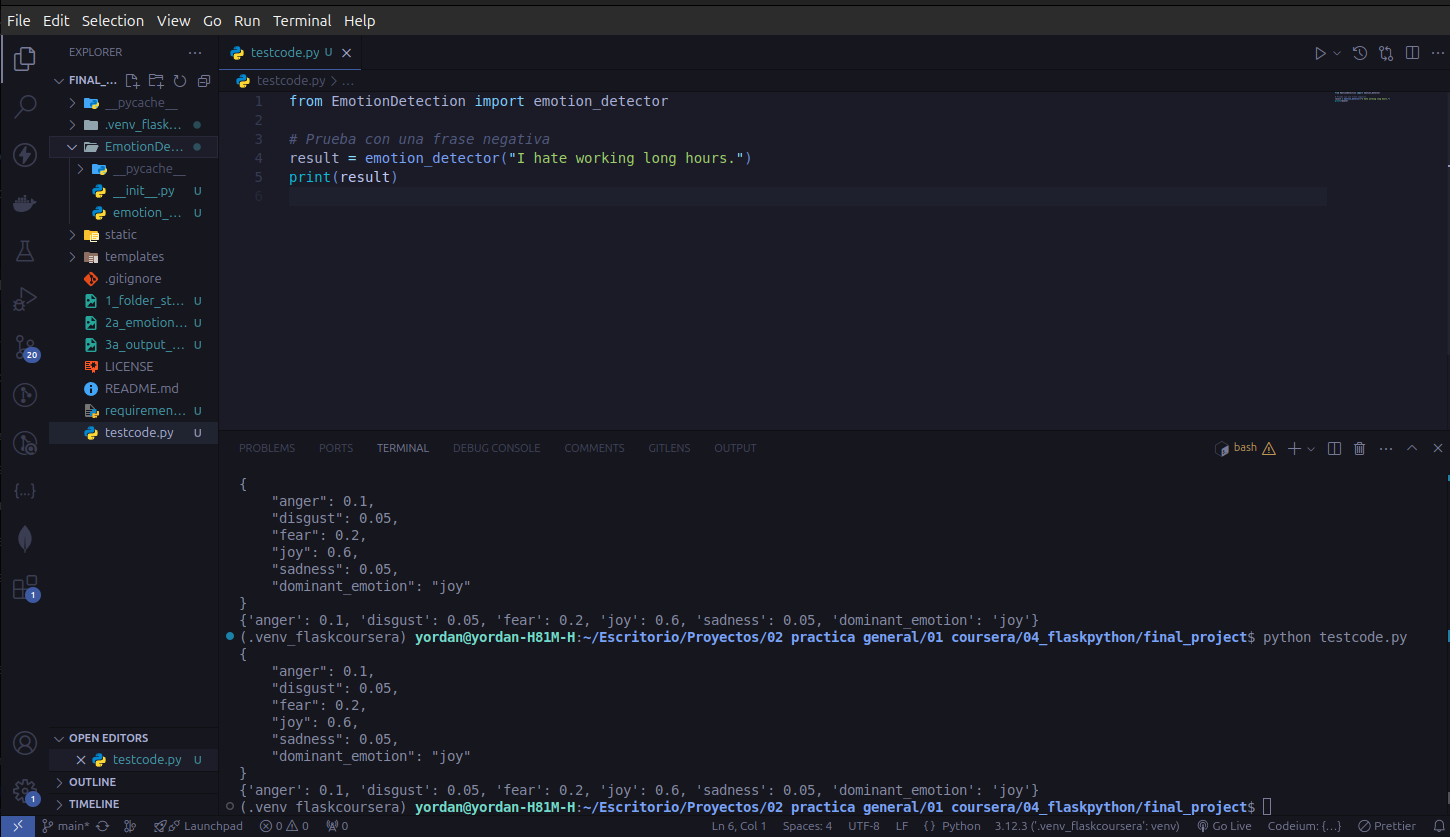 File Edit Selection View Go Run Terminal Help
EXPLORER
FINAL_...
__pycache__
.venv_flask...
EmotionDe...
__pycache__
__init__.py U
emotion_... U
static
templates
.gitignore
1_folder_st... U
2a_emotion... U
3a_output_... U
LICENSE
README.md
requiremen... U
testcode.py U
20
1
1
OPEN EDITORS
testcode.py U
OUTLINE
TIMELINE
testcode.py U
testcode.py > ...
1 from EmotionDetection import emotion_detector
2
3 # Prueba con una frase negativa
4 result = emotion_detector("I hate working long hours.")
5 print(result)
6
PROBLEMS PORTS TERMINAL DEBUG CONSOLE COMMENTS GITLENS OUTPUT
bash
{
"anger": 0.1,
"disgust": 0.05,
"fear": 0.2,
"joy": 0.6,
"sadness": 0.05,
"dominant_emotion": "joy"
}
{'anger': 0.1, 'disgust': 0.05, 'fear': 0.2, 'joy': 0.6, 'sadness': 0.05, 'dominant_emotion': 'joy'}
(.venv_flaskcoursera) yordan@yordan-H81M-H:~/Escritorio/Proyectos/02 practica general/01 coursera/04_flaskpython/final_project$ python testcode.py
{
"anger": 0.1,
"disgust": 0.05,
"fear": 0.2,
"joy": 0.6,
"sadness": 0.05,
"dominant_emotion": "joy"
}
{'anger': 0.1, 'disgust': 0.05, 'fear': 0.2, 'joy': 0.6, 'sadness': 0.05, 'dominant_emotion': 'joy'}
(.venv_flaskcoursera) yordan@yordan-H81M-H:~/Escritorio/Proyectos/02 practica general/01 coursera/04_flaskpython/final_project$
main* Launchpad 0 0 0 Ln 6, Col 1 Spaces: 4 UTF-8 LF {} Python 3.12.3 ('.venv_flaskcoursera': venv) Go Live Codeium: {...} Prettier